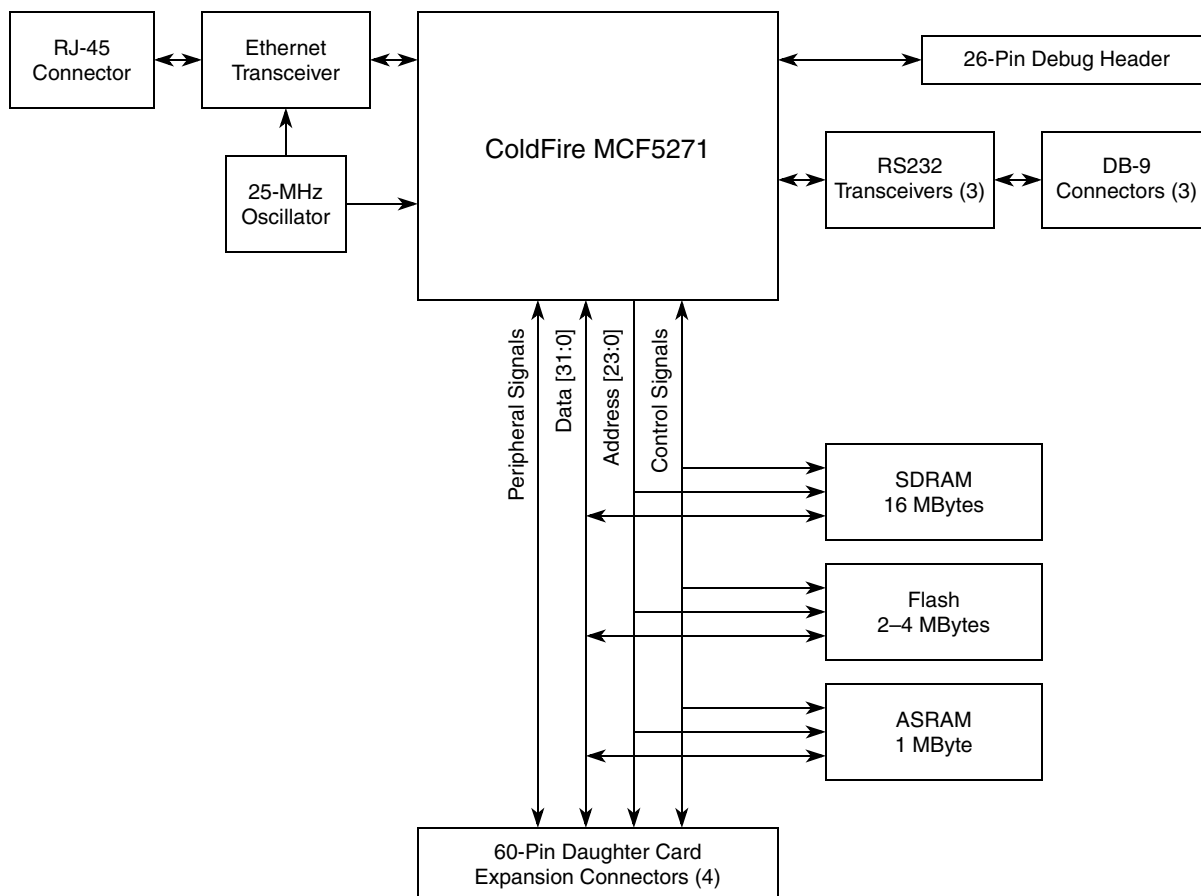 RJ-45
Connector
Ethernet
Transceiver
25-MHz
Oscillator
ColdFire MCF5271
26-Pin Debug Header
RS232
Transceivers (3)
DB-9
Connectors (3)
Peripheral Signals
Data [31:0]
Address [23:0]
Control Signals
SDRAM
16 MBytes
Flash
2–4 MBytes
ASRAM
1 MByte
60-Pin Daughter Card
Expansion Connectors (4)